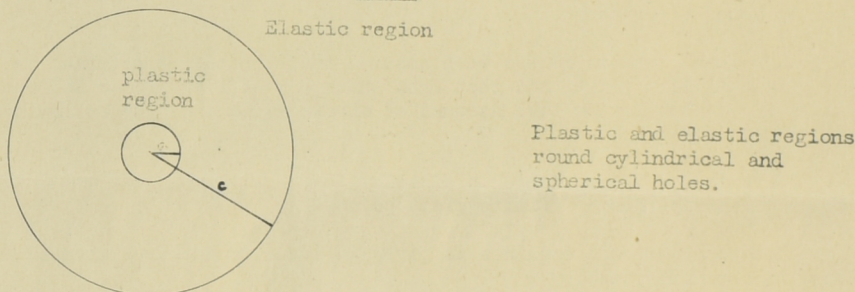 Elastic region
plastic
region
a
c
Plastic and elastic regions
round cylindrical and
spherical holes.